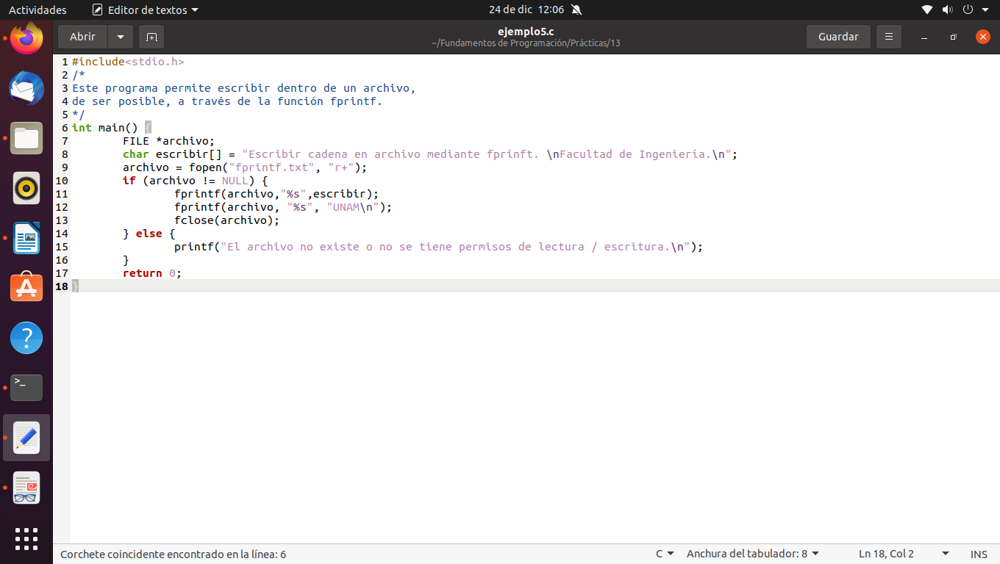 Actividades Editor de textos 24 de dic 12:06
Abrir ejemplo5.c Guardar
~/Fundamentos de Programación/Prácticas/13
1 #include<stdio.h>
2 /*
3 Este programa permite escribir dentro de un archivo,
4 de ser posible, a través de la función fprintf.
5 */
6 int main() {
7 FILE *archivo;
8 char escribir[] = "Escribir cadena en archivo mediante fprinft. \nFacultad de Ingeniería.\n";
9 archivo = fopen("fprintf.txt", "r+");
10 if (archivo != NULL) {
11 fprintf(archivo,"%s",escribir);
12 fprintf(archivo, "%s", "UNAM\n");
13 fclose(archivo);
14 } else {
15 printf("El archivo no existe o no se tiene permisos de lectura / escritura.\n");
16 }
17 return 0;
18 }
Corchete coincidente encontrado en la línea: 6 C Anchura del tabulador: 8 Ln 18, Col 2 INS